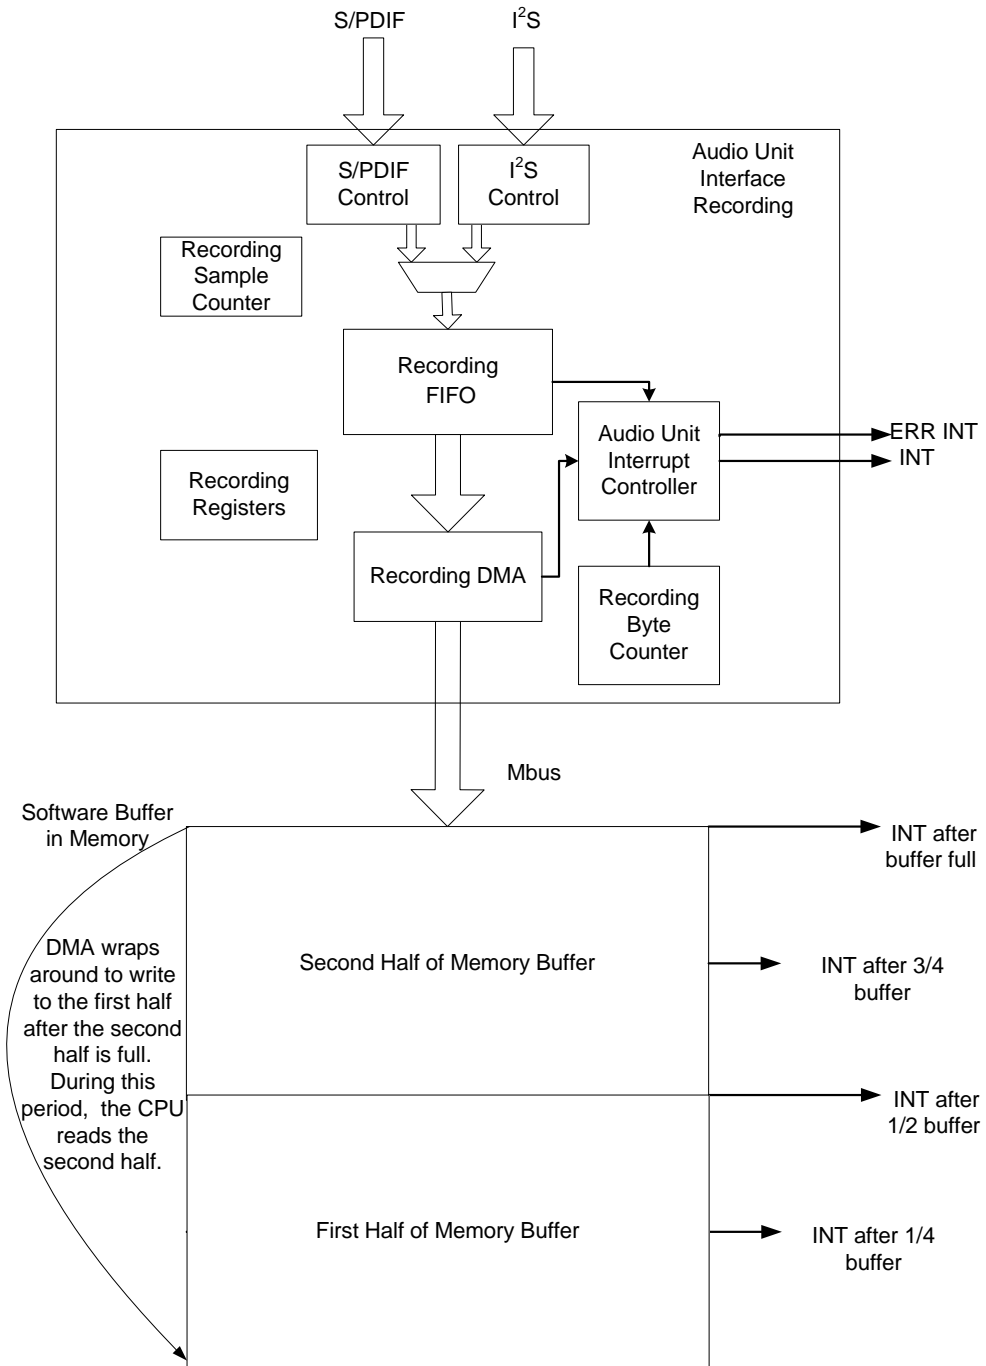 S/PDIF
I²S
S/PDIF
Control
I²S
Control
Audio Unit
Interface
Recording
Recording
Sample
Counter
Recording
FIFO
Audio Unit
Interrupt
Controller
ERR INT
INT
Recording
Registers
Recording DMA
Recording
Byte
Counter
Mbus
Software Buffer
in Memory
INT after
buffer full
DMA wraps
around to write
to the first half
after the second
half is full.
During this
period, the CPU
reads the
second half.
Second Half of Memory Buffer
INT after 3/4
buffer
INT after
1/2 buffer
First Half of Memory Buffer
INT after 1/4
buffer